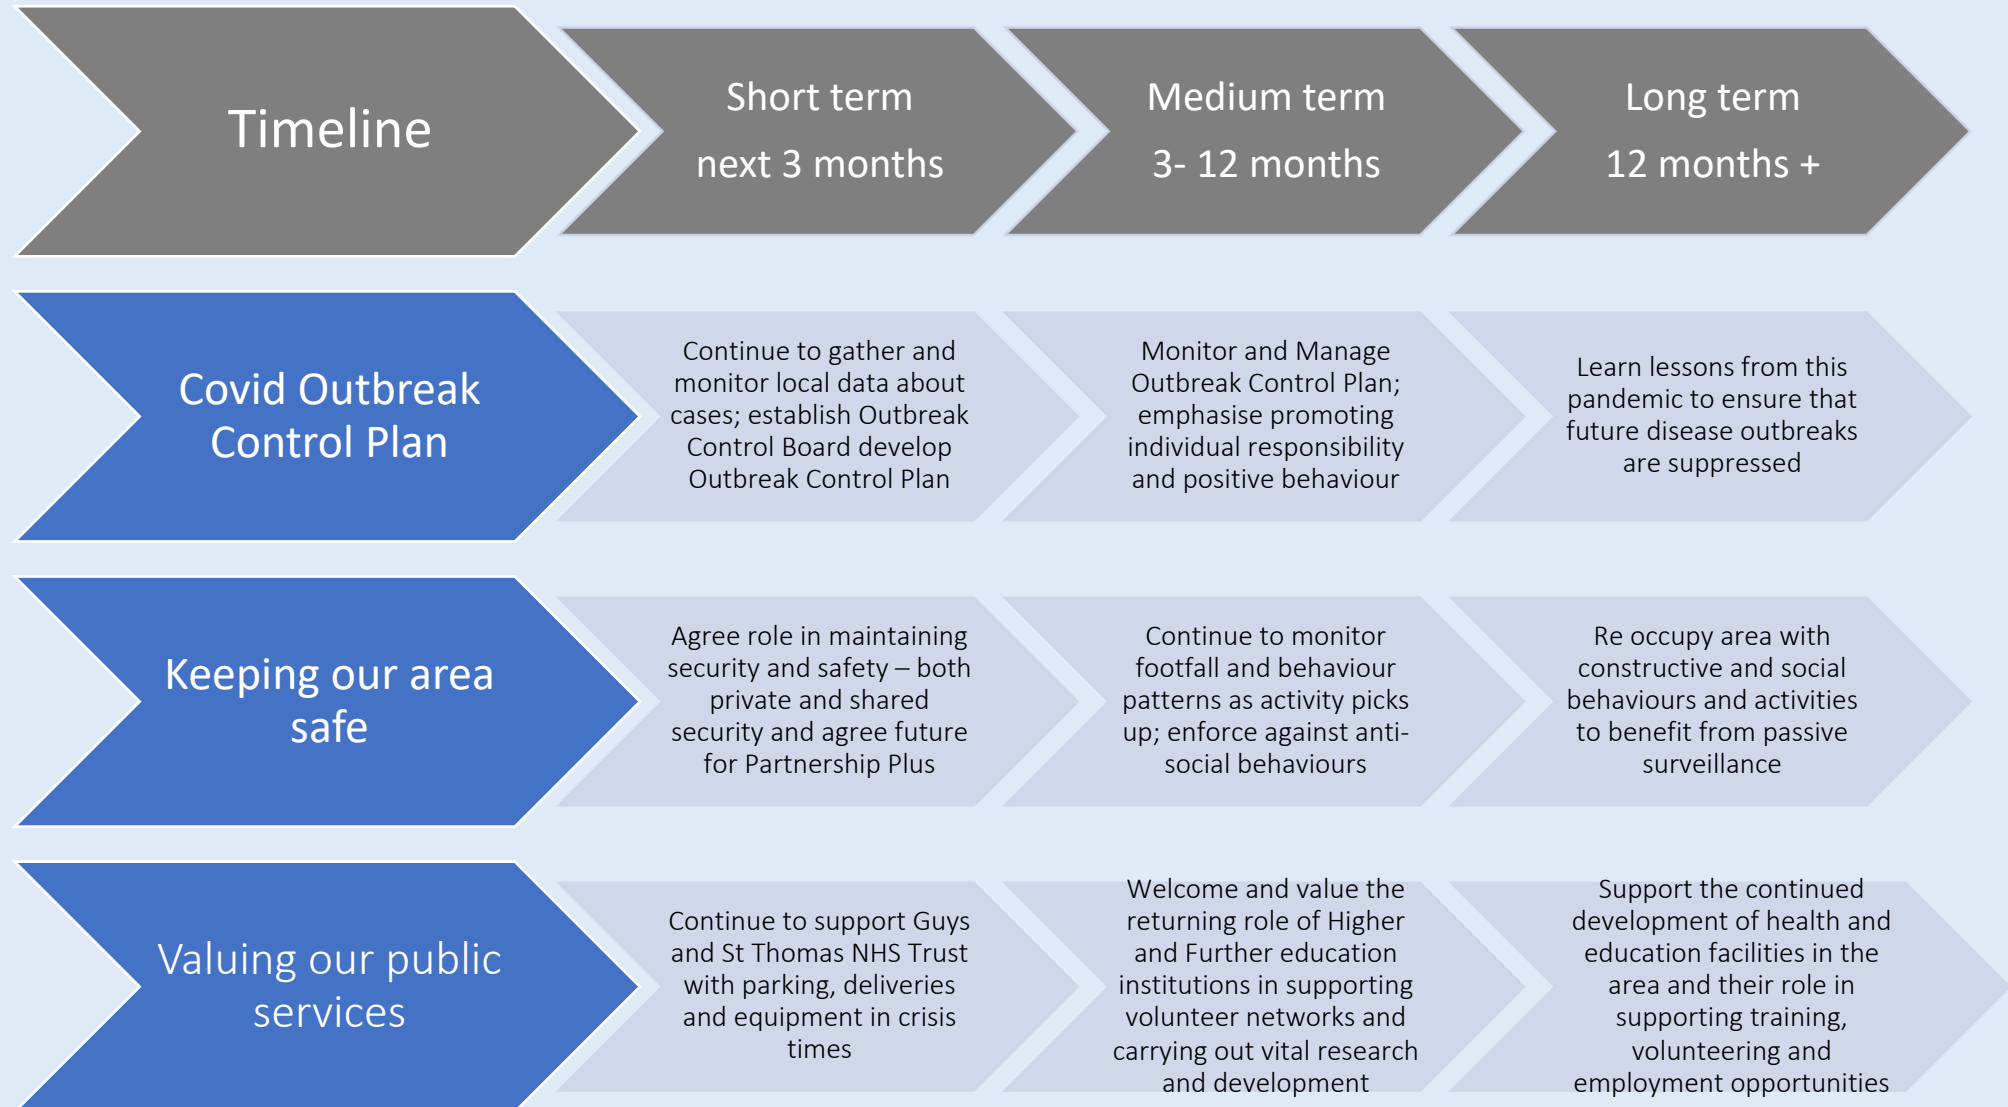 Timeline
Short term
next 3 months
Medium term
3- 12 months
Long term
12 months +
Covid Outbreak
Control Plan
Continue to gather and
monitor local data about
cases; establish Outbreak
Control Board develop
Outbreak Control Plan
Monitor and Manage
Outbreak Control Plan;
emphasise promoting
individual responsibility
and positive behaviour
Learn lessons from this
pandemic to ensure that
future disease outbreaks
are suppressed
Keeping our area
safe
Agree role in maintaining
security and safety – both
private and shared
security and agree future
for Partnership Plus
Continue to monitor
footfall and behaviour
patterns as activity picks
up; enforce against anti-
social behaviours
Re occupy area with
constructive and social
behaviours and activities
to benefit from passive
surveillance
Valuing our public
services
Continue to support Guys
and St Thomas NHS Trust
with parking, deliveries
and equipment in crisis
times
Welcome and value the
returning role of Higher
and Further education
institutions in supporting
volunteer networks and
carrying out vital research
and development
Support the continued
development of health and
education facilities in the
area and their role in
supporting training,
volunteering and
employment opportunities